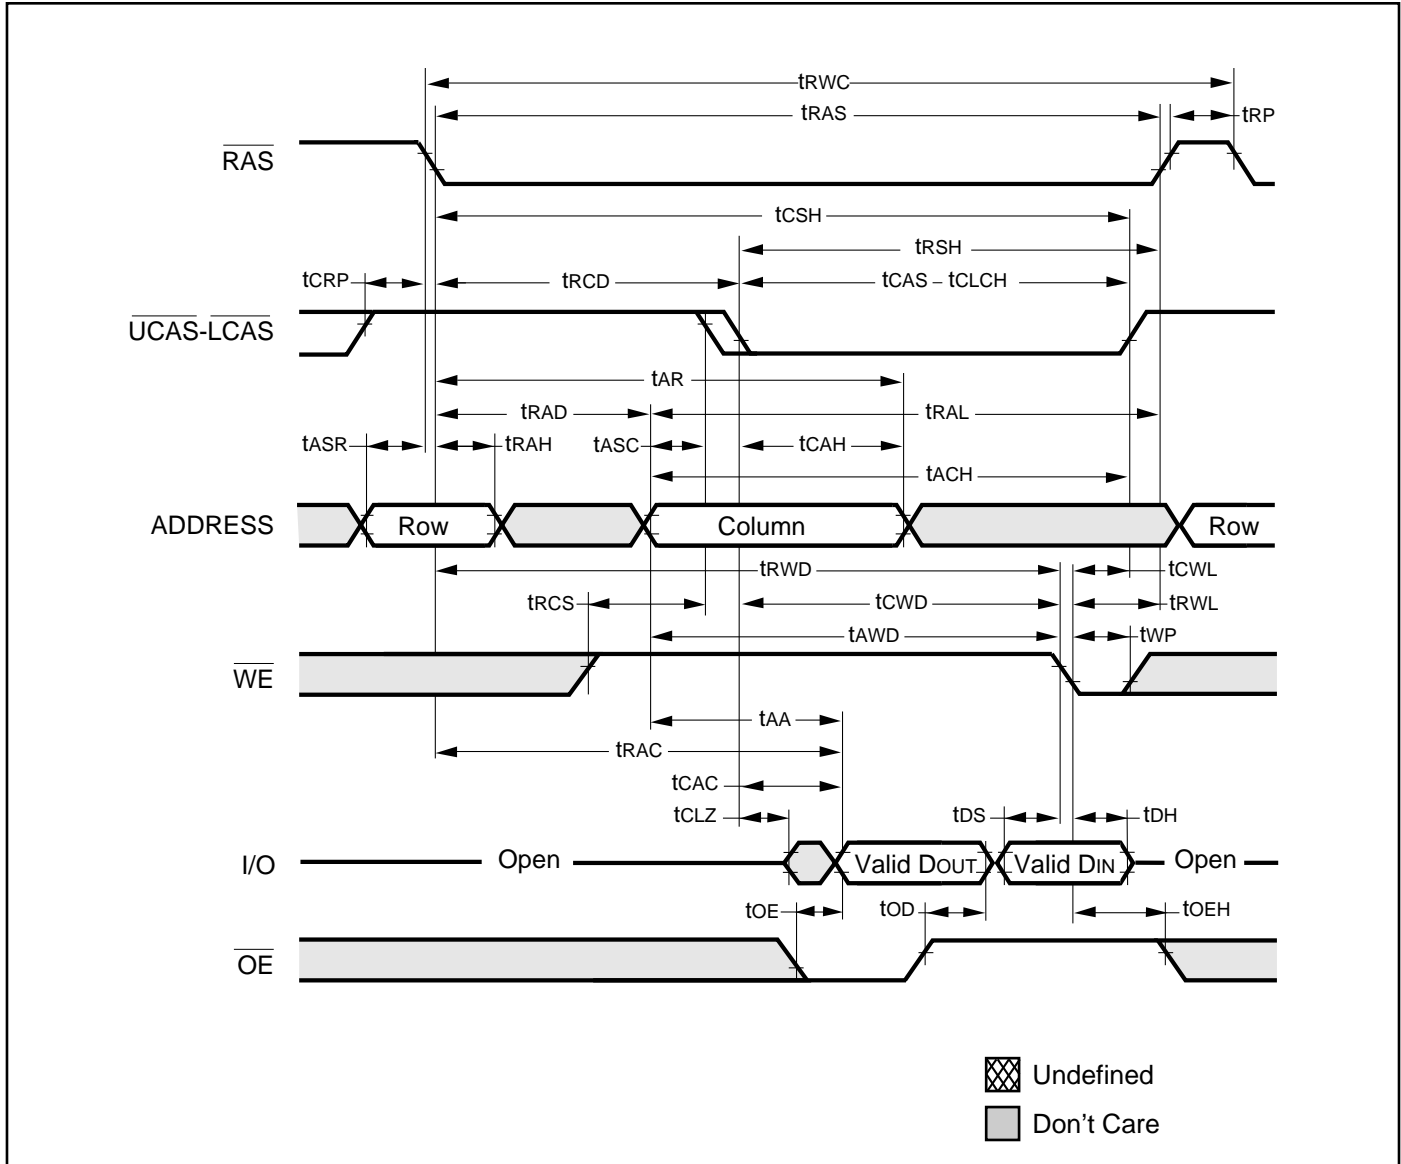 tRWC
tRAS
tRP
RAS
tCSH
tRSH
tCRP
tRCD
tCAS – tCLCH
UCAS-LCAS
tAR
tRAD
tRAL
tASR
tRAH
tASC
tCAH
tACH
ADDRESS
Row
Column
Row
tRWD
tCWL
tRCS
tCWD
tRWL
tAWD
tWP
WE
tAA
tRAC
tCAC
tCLZ
tDS
tDH
I/O
Open
Valid DOUT
Valid DIN
Open
tOE
tOD
tOEH
OE
Undefined
Don't Care